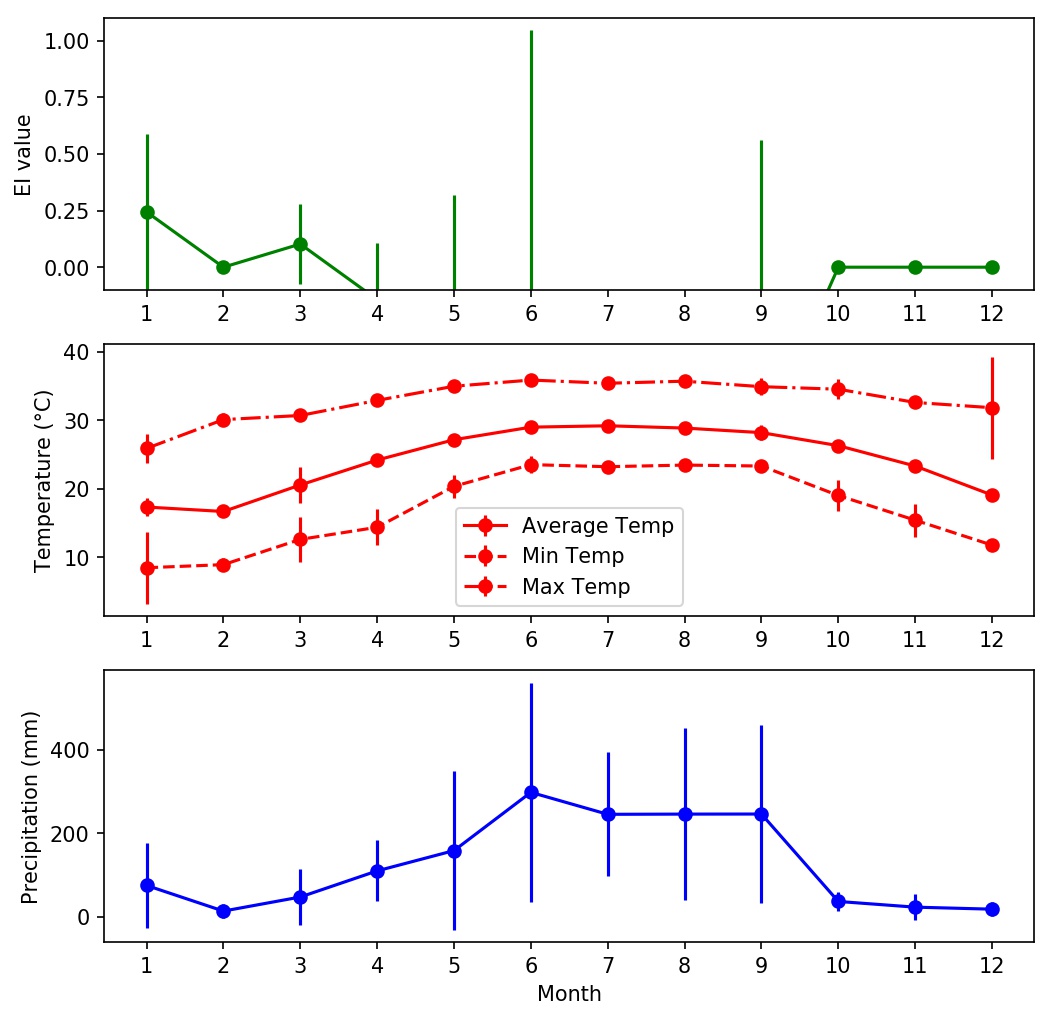 EI value
1.00
0.75
0.50
0.25
0.00
1 2 3 4 5 6 7 8 9 10 11 12
Temperature (°C)
40
30
20
10
Average Temp
Min Temp
Max Temp
1 2 3 4 5 6 7 8 9 10 11 12
Precipitation (mm)
400
200
0
1 2 3 4 5 6 7 8 9 10 11 12
Month